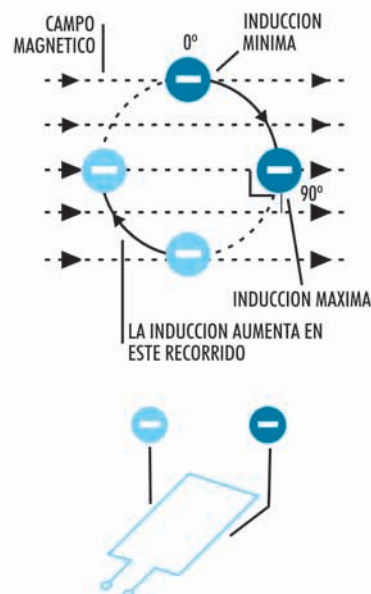 CAMPO
MAGNETICO
0º
INDUCCION
MINIMA
90º
INDUCCION MAXIMA
LA INDUCCION AUMENTA EN
ESTE RECORRIDO